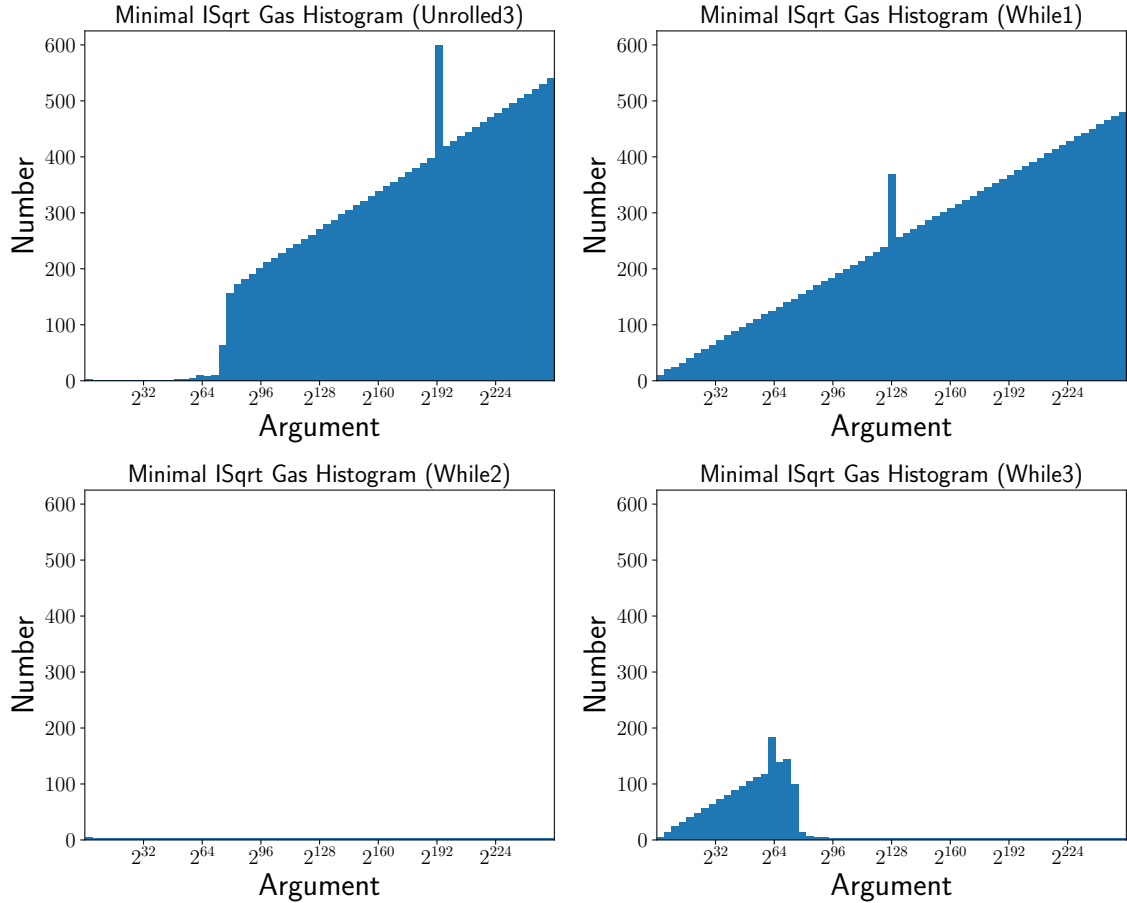 Minimal ISqrt Gas Histogram (Unrolled3)
600
500
400
300
200
100
0
Number
2^32 2^64 2^96 2^128 2^160 2^192 2^224
Argument
Minimal ISqrt Gas Histogram (While1)
600
500
400
300
200
100
0
Number
2^32 2^64 2^96 2^128 2^160 2^192 2^224
Argument
Minimal ISqrt Gas Histogram (While2)
600
500
400
300
200
100
0
Number
2^32 2^64 2^96 2^128 2^160 2^192 2^224
Argument
Minimal ISqrt Gas Histogram (While3)
600
500
400
300
200
100
0
Number
2^32 2^64 2^96 2^128 2^160 2^192 2^224
Argument